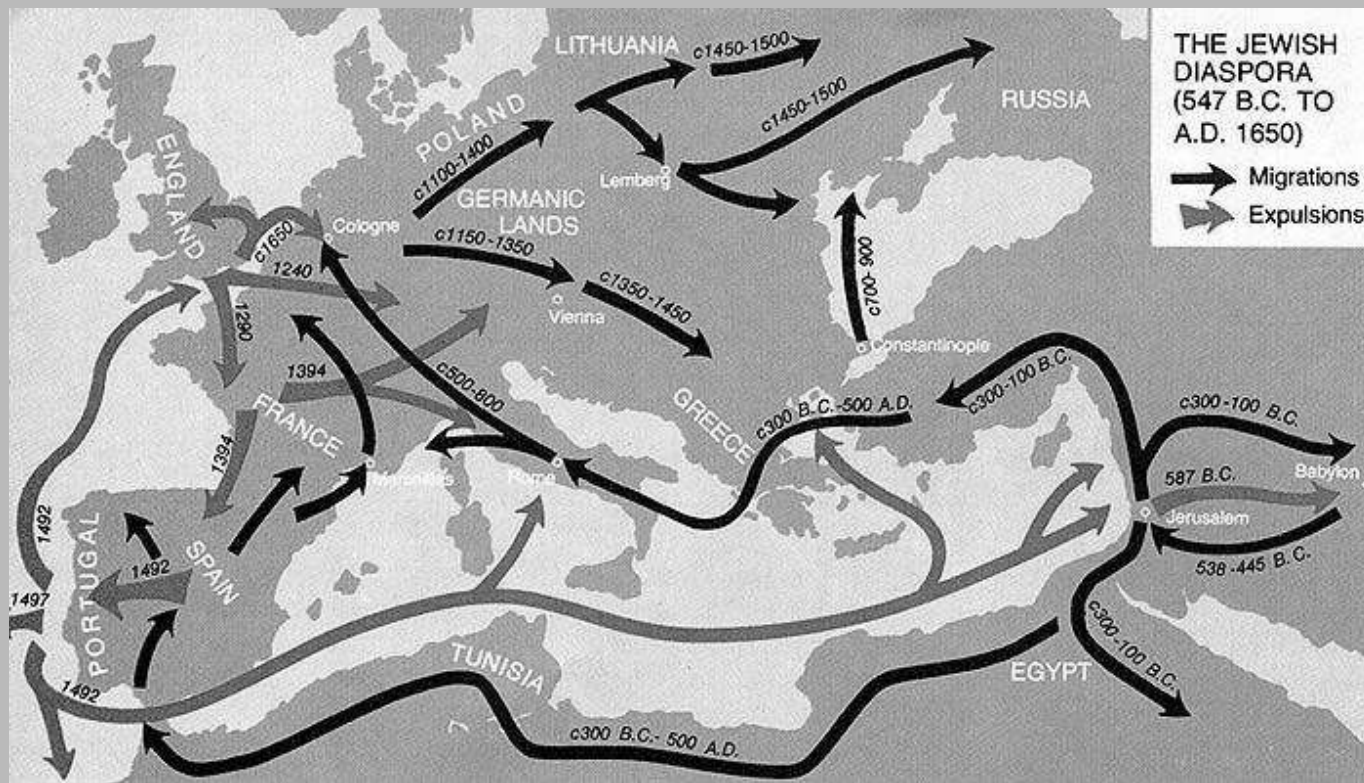 THE JEWISH
DIASPORA
(547 B.C. TO
A.D. 1650)
Migrations
Expulsions
LITHUANIA
c1450-1500
c1450-1500
RUSSIA
POLAND
ENGLAND
c1100-1400
Lemberg
GERMANIC
LANDS
Cologne
c1650
1240
c1150-1350
c1350-1450
c700-900
1290
Vienna
Constantinople
1394
c500-800
c300-100 B.C.
FRANCE
GREECE
c300 B.C.-500 A.D.
c300-100 B.C.
1394
Marseilles
Rome
587 B.C.
Babylon
1492
Jerusalem
PORTUGAL
SPAIN
1492
538-445 B.C.
1497
c300-100 B.C.
TUNISIA
EGYPT
1492
c300 B.C.-500 A.D.